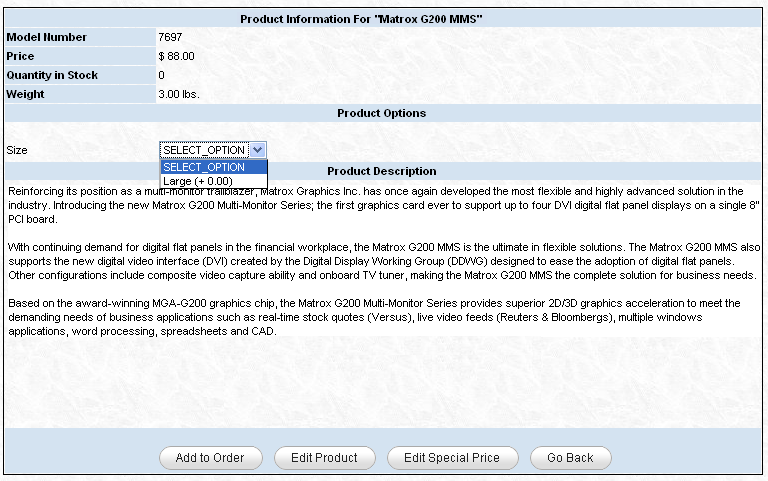 Product Information For "Matrox G200 MMS"
Model Number 7697
Price $ 88.00
Quantity in Stock 0
Weight 3.00 lbs.
Product Options
Size SELECT_OPTION
SELECT_OPTION
Large (+ 0.00)
Product Description
Reinforcing its position as a multi-monitor trailblazer, Matrox Graphics Inc. has once again developed the most flexible and highly advanced solution in the
industry. Introducing the new Matrox G200 Multi-Monitor Series; the first graphics card ever to support up to four DVI digital flat panel displays on a single 8"
PCI board.
With continuing demand for digital flat panels in the financial workplace, the Matrox G200 MMS is the ultimate in flexible solutions. The Matrox G200 MMS also
supports the new digital video interface (DVI) created by the Digital Display Working Group (DDWG) designed to ease the adoption of digital flat panels.
Other configurations include composite video capture ability and onboard TV tuner, making the Matrox G200 MMS the complete solution for business needs.
Based on the award-winning MGA-G200 graphics chip, the Matrox G200 Multi-Monitor Series provides superior 2D/3D graphics acceleration to meet the
demanding needs of business applications such as real-time stock quotes (Versus), live video feeds (Reuters & Bloombergs), multiple windows
applications, word processing, spreadsheets and CAD.
Add to Order Edit Product Edit Special Price Go Back